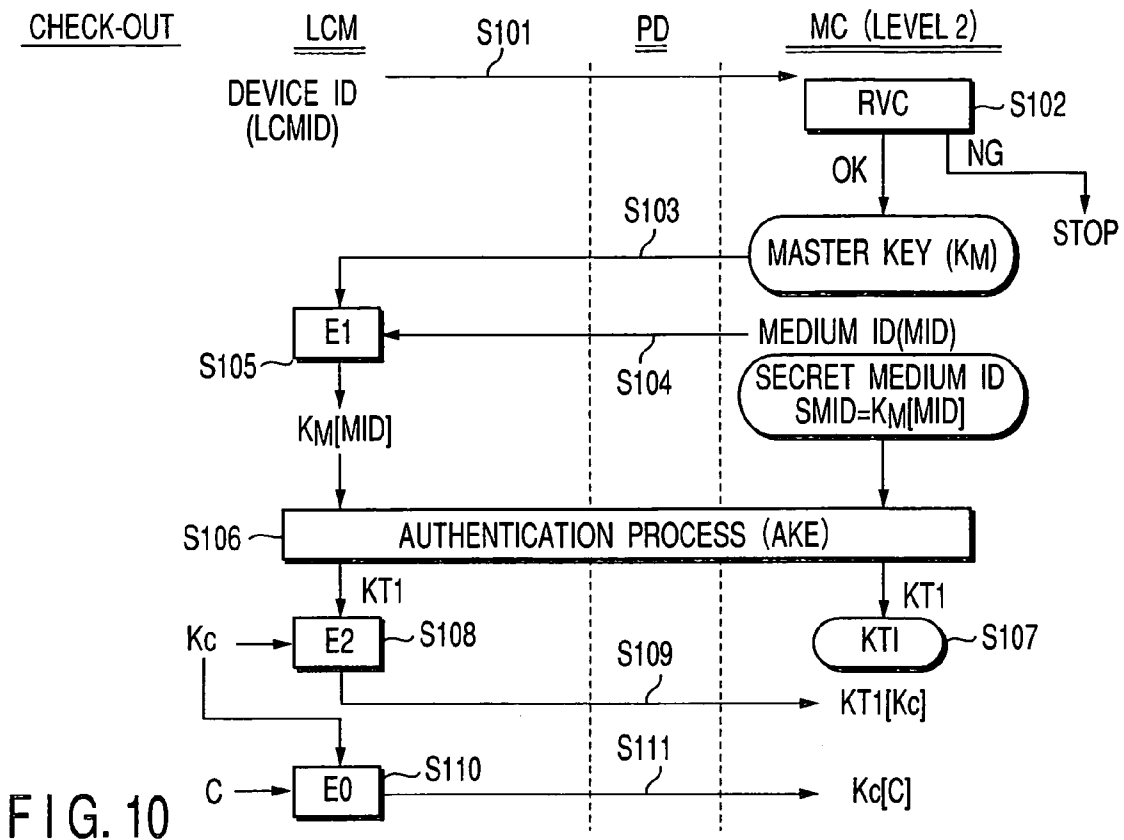 CHECK-OUT LCM S101 PD MC (LEVEL 2)
DEVICE ID
(LCMID)
RVC S102
OK NG
STOP
S103
MASTER KEY (KM)
E1
S105
MEDIUM ID(MID)
S104
SECRET MEDIUM ID
SMID=KM[MID]
KM[MID]
S106 AUTHENTICATION PROCESS (AKE)
KT1 KT1
Kc E2 S108 KTI S107
S109
KT1[Kc]
S111
C E0 S110 Kc[C]
FIG. 10